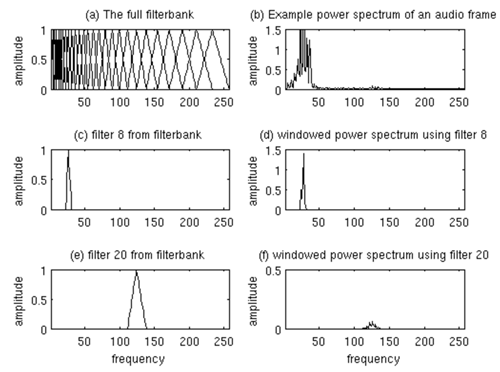 (a) The full filterbank
amplitude
1
0.5
0
50 100 150 200 250
(b) Example power spectrum of an audio frame
amplitude
1.5
1
0.5
0
50 100 150 200 250
(c) filter 8 from filterbank
amplitude
1
0.5
0
50 100 150 200 250
(d) windowed power spectrum using filter 8
amplitude
1.5
1
0.5
0
50 100 150 200 250
(e) filter 20 from filterbank
amplitude
1
0.5
0
50 100 150 200 250
frequency
(f) windowed power spectrum using filter 20
amplitude
0.5
0
50 100 150 200 250
frequency